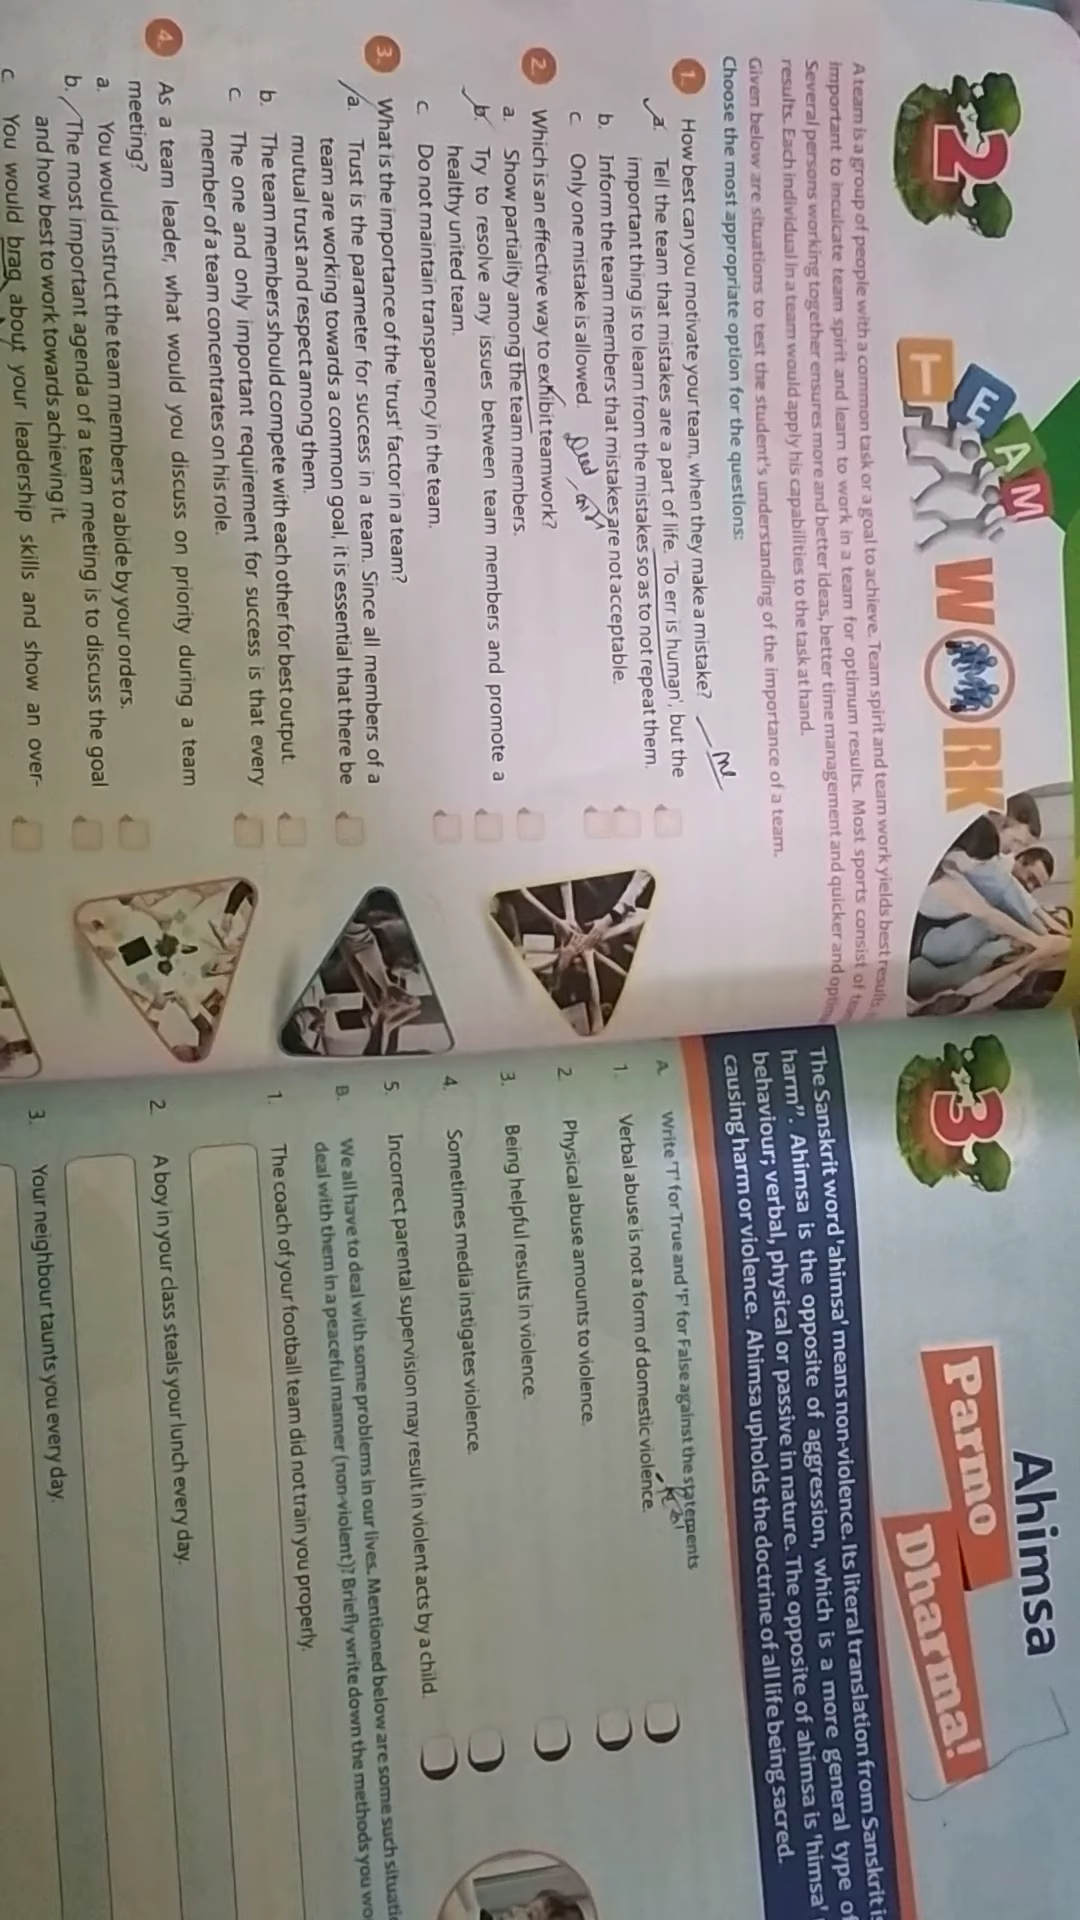 2
TEAM WORK
A team is a group of people with a common task or a goal to achieve. Team spirit and team work yields best results.
important to inculcate team spirit and learn to work in a team for optimum results. Most sports consist of
Several persons working together ensures more and better ideas, better time management and quicker and
results. Each individual in a team would apply his capabilities to the task at hand.
Given below are situations to test the student's understanding of the importance of a team.
Choose the most appropriate option for the questions:
1. How best can you motivate your team, when they make a mistake?
a. Tell the team that mistakes are a part of life. 'To err is human', but the
important thing is to learn from the mistakes so as to not repeat them.
b. Inform the team members that mistakes are not acceptable.
c. Only one mistake is allowed.
2. Which is an effective way to exhibit teamwork?
a. Show partiality among the team members.
b. Try to resolve any issues between team members and promote a
healthy united team.
c. Do not maintain transparency in the team.
3. What is the importance of the 'trust' factor in a team?
a. Trust is the parameter for success in a team. Since all members of a
team are working towards a common goal, it is essential that there be
mutual trust and respect among them.
b. The team members should compete with each other for best output.
c. The one and only important requirement for success is that every
member of a team concentrates on his role.
4. As a team leader, what would you discuss on priority during a team
meeting?
a. You would instruct the team members to abide by your orders.
b. The most important agenda of a team meeting is to discuss the goal
and how best to work towards achieving it.
c. You would brag about your leadership skills and show an over-
3
Ahimsa
Parmo
Dharma!
The Sanskrit word 'ahimsa' means non-violence. Its literal translation from Sanskrit is
harm". Ahimsa is the opposite of aggression, which is a more general type of
behaviour; verbal, physical or passive in nature. The opposite of ahimsa is 'himsa'
causing harm or violence. Ahimsa upholds the doctrine of all life being sacred.
A. Write 'T' for True and 'F' for False against the statements
1. Verbal abuse is not a form of domestic violence.
2. Physical abuse amounts to violence.
3. Being helpful results in violence.
4. Sometimes media instigates violence.
5. Incorrect parental supervision may result in violent acts by a child.
B. We all have to deal with some problems in our lives. Mentioned below are some such
deal with them in a peaceful manner (non-violent)? Briefly write down the methods you
1. The coach of your football team did not train you properly.
2. A boy in your class steals your lunch every day.
3. Your neighbour taunts you every day.